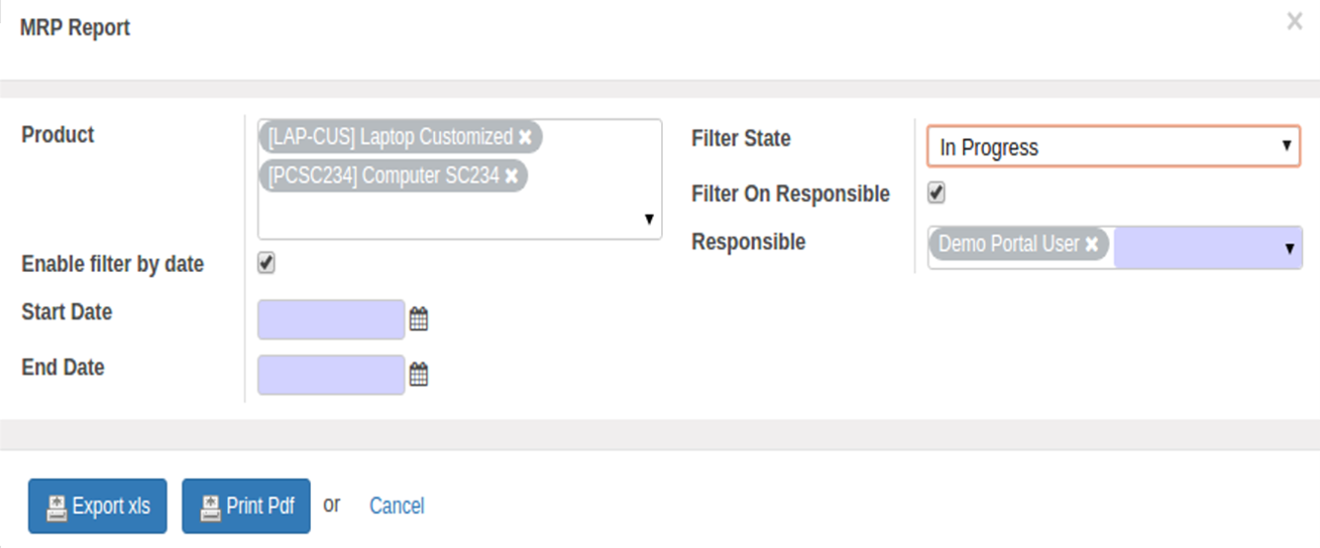 MRP Report
Product
[LAP-CUS] Laptop Customized
[PCSC234] Computer SC234
Enable filter by date
Start Date
End Date
Filter State
In Progress
Filter On Responsible
Responsible
Demo Portal User
Export xls
Print Pdf
or
Cancel